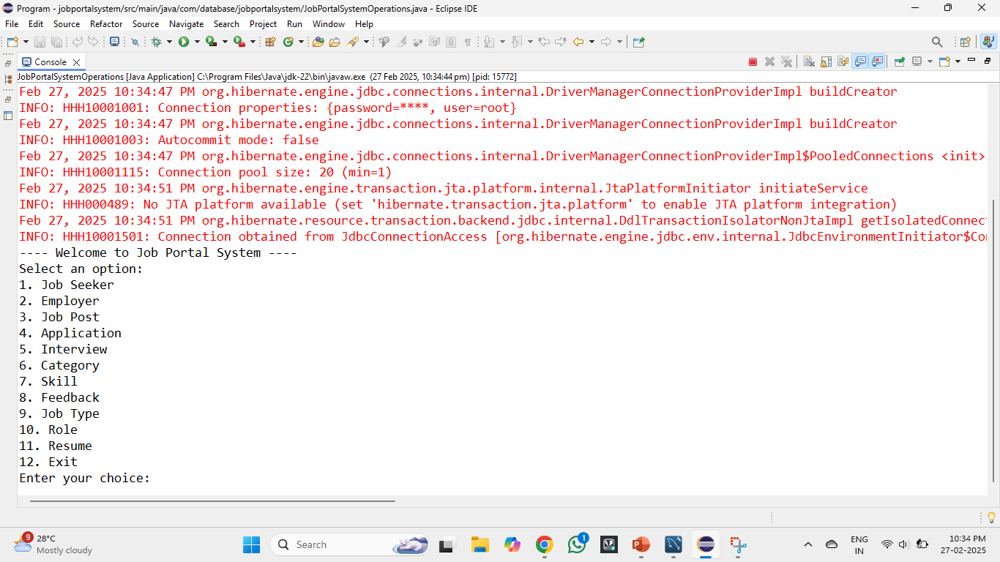 Program - jobportalsystem/src/main/java/com/database/jobportalsystem/JobPortalSystemOperations.java - Eclipse IDE
File Edit Source Refactor Source Navigate Search Project Run Window Help
Console
JobPortalSystemOperations [Java Application] C:\Program Files\Java\jdk-22\bin\javaw.exe (27 Feb 2025, 10:34:44 pm) [pid: 15772]
Feb 27, 2025 10:34:47 PM org.hibernate.engine.jdbc.connections.internal.DriverManagerConnectionProviderImpl buildCreator
INFO: HHH10001001: Connection properties: {password=****, user=root}
Feb 27, 2025 10:34:47 PM org.hibernate.engine.jdbc.connections.internal.DriverManagerConnectionProviderImpl buildCreator
INFO: HHH10001003: Autocommit mode: false
Feb 27, 2025 10:34:47 PM org.hibernate.engine.jdbc.connections.internal.DriverManagerConnectionProviderImpl$PooledConnections <init>
INFO: HHH10001115: Connection pool size: 20 (min=1)
Feb 27, 2025 10:34:51 PM org.hibernate.engine.transaction.jta.platform.internal.JtaPlatformInitiator initiateService
INFO: HHH000489: No JTA platform available (set 'hibernate.transaction.jta.platform' to enable JTA platform integration)
Feb 27, 2025 10:34:51 PM org.hibernate.resource.transaction.backend.jdbc.internal.DdlTransactionIsolatorNonJtaImpl getIsolatedConnect
INFO: HHH10001501: Connection obtained from JdbcConnectionAccess [org.hibernate.engine.jdbc.env.internal.JdbcEnvironmentInitiator$Con
---- Welcome to Job Portal System ----
Select an option:
1. Job Seeker
2. Employer
3. Job Post
4. Application
5. Interview
6. Category
7. Skill
8. Feedback
9. Job Type
10. Role
11. Resume
12. Exit
Enter your choice:
9
28°C
Mostly cloudy
Search
1
ENG
IN
10:34 PM
27-02-2025